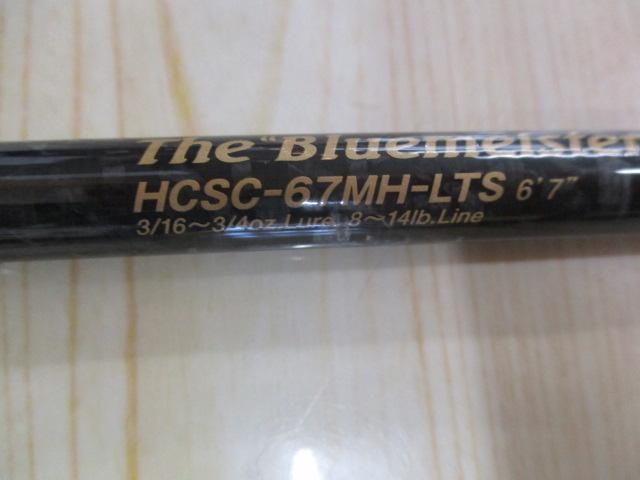 The "Bluemeister
HCSC-67MH-LTS 6'7"
3/16~3/4oz.Lure 8~14lb.Line